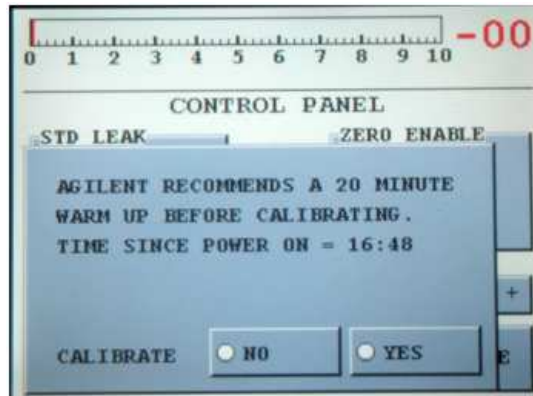 -00
0 1 2 3 4 5 6 7 8 9 10
CONTROL PANEL
STD LEAK ZERO ENABLE
AGILENT RECOMMENDS A 20 MINUTE
WARM UP BEFORE CALIBRATING.
TIME SINCE POWER ON = 16:48
+
CALIBRATE NO YES
E